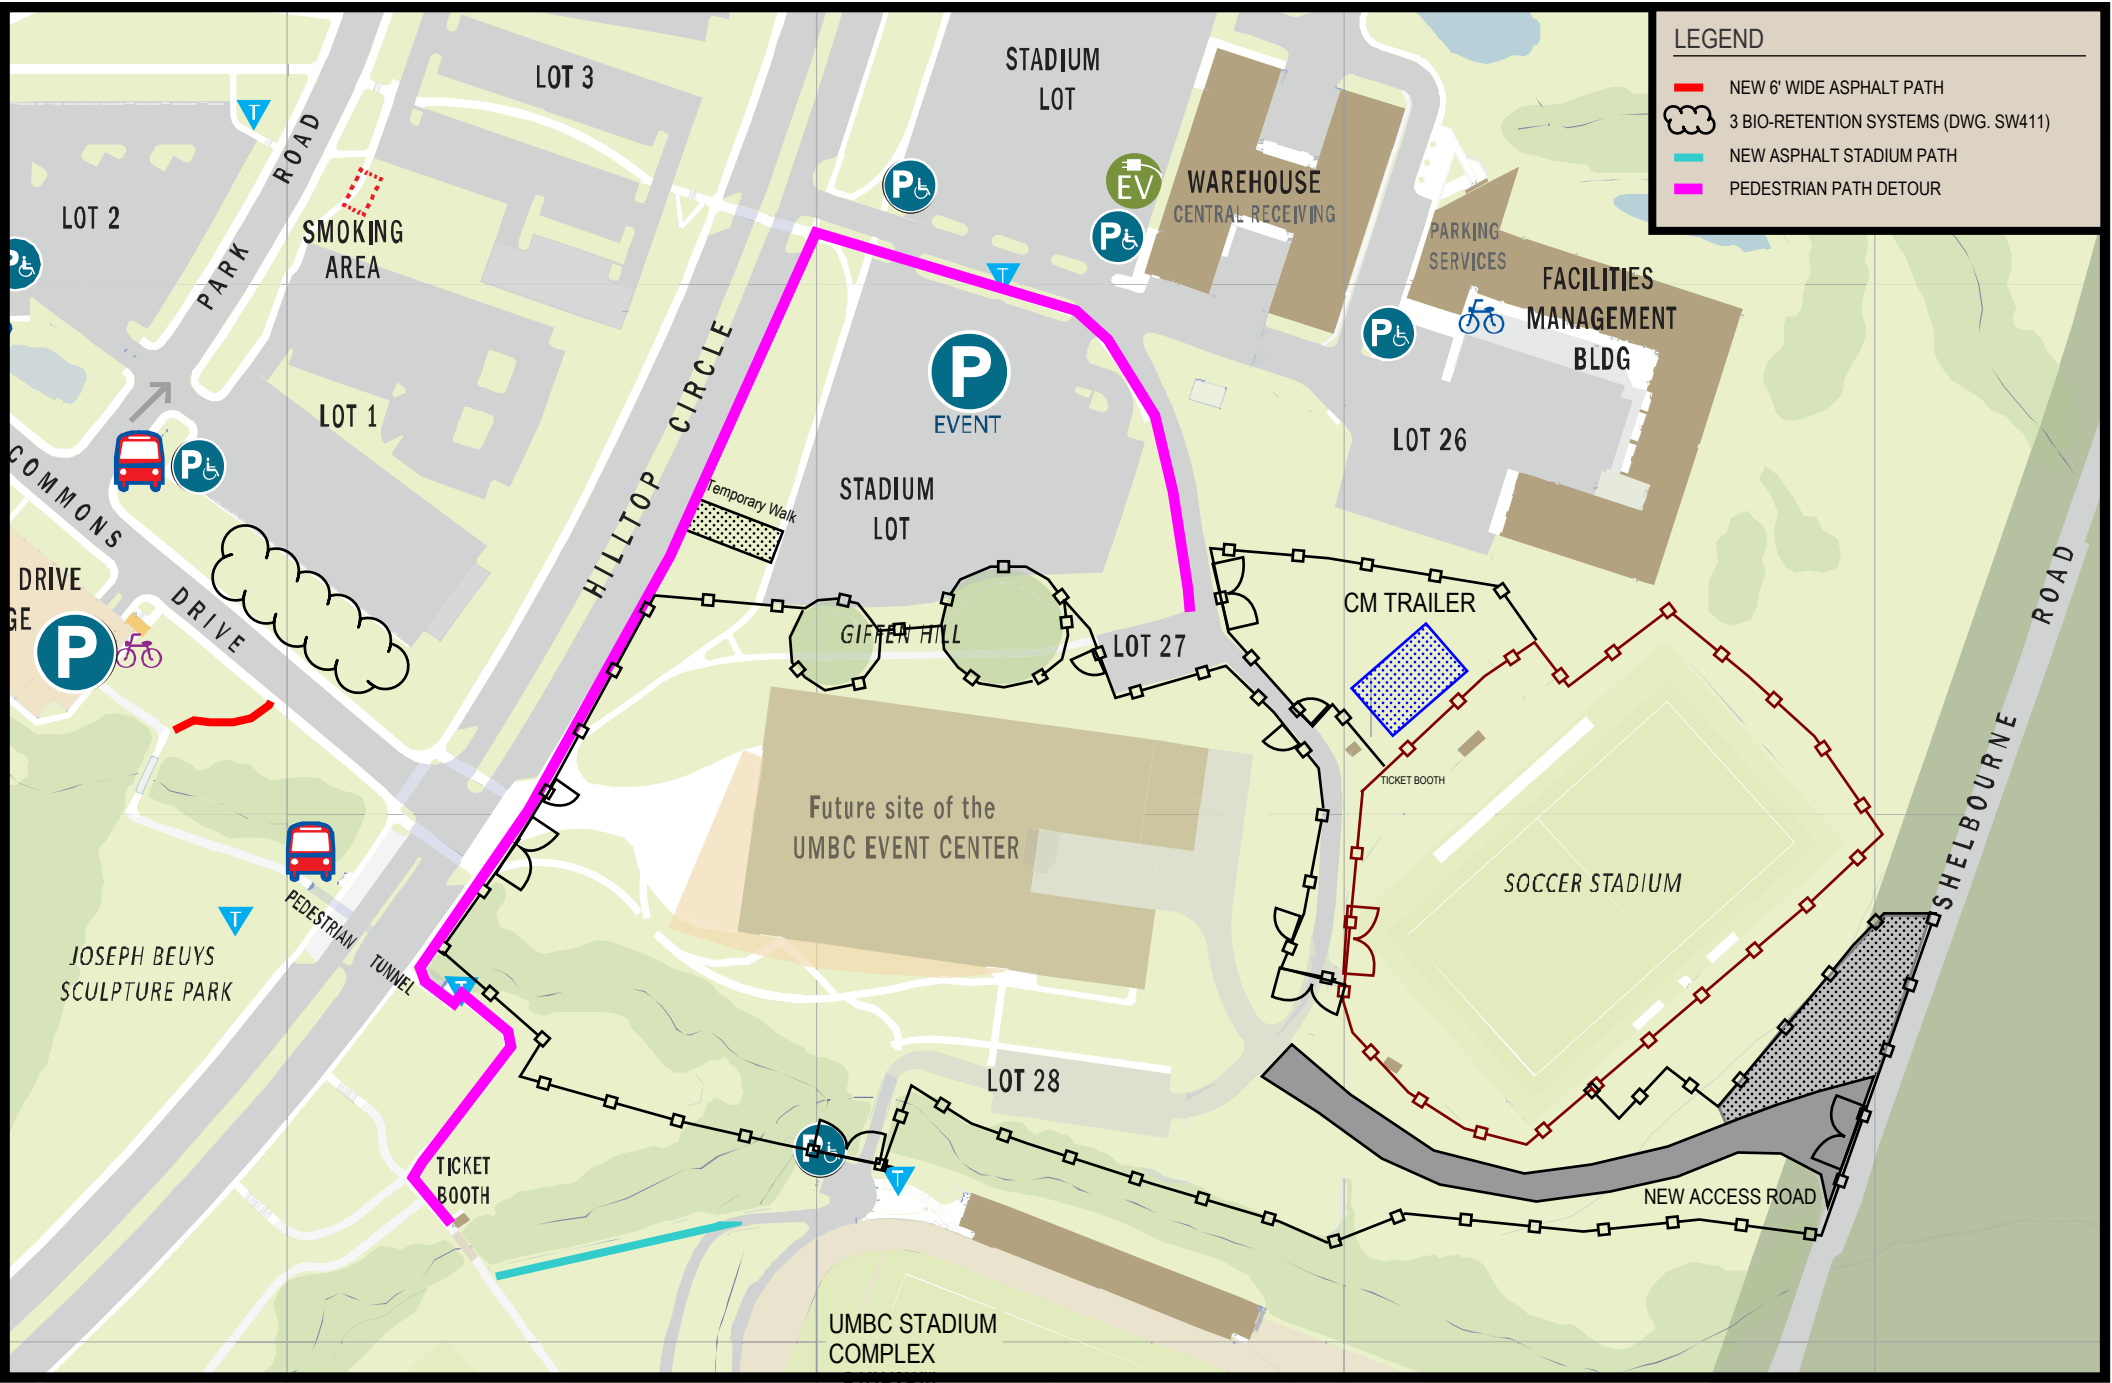 LEGEND
NEW 6' WIDE ASPHALT PATH
3 BIO-RETENTION SYSTEMS (DWG. SW411)
NEW ASPHALT STADIUM PATH
PEDESTRIAN PATH DETOUR
LOT 3
STADIUM
LOT
T
PARK ROAD
LOT 2
SMOKING
AREA
P
P
EV
P
WAREHOUSE
CENTRAL RECEIVING
PARKING
SERVICES
FACILITIES
MANAGEMENT
BLDG
P
T
P
P
EVENT
HILLTOP CIRCLE
LOT 1
P
LOT 26
COMMONS DRIVE
Temporary Walk
STADIUM
LOT
DRIVE
GE
P
GIFFEN HILL
LOT 27
CM TRAILER
SHELBOURNE ROAD
TICKET BOOTH
Future site of the
UMBC EVENT CENTER
SOCCER STADIUM
PEDESTRIAN
TUNNEL
T
JOSEPH BEUYS
SCULPTURE PARK
T
LOT 28
P
T
TICKET
BOOTH
NEW ACCESS ROAD
UMBC STADIUM
COMPLEX